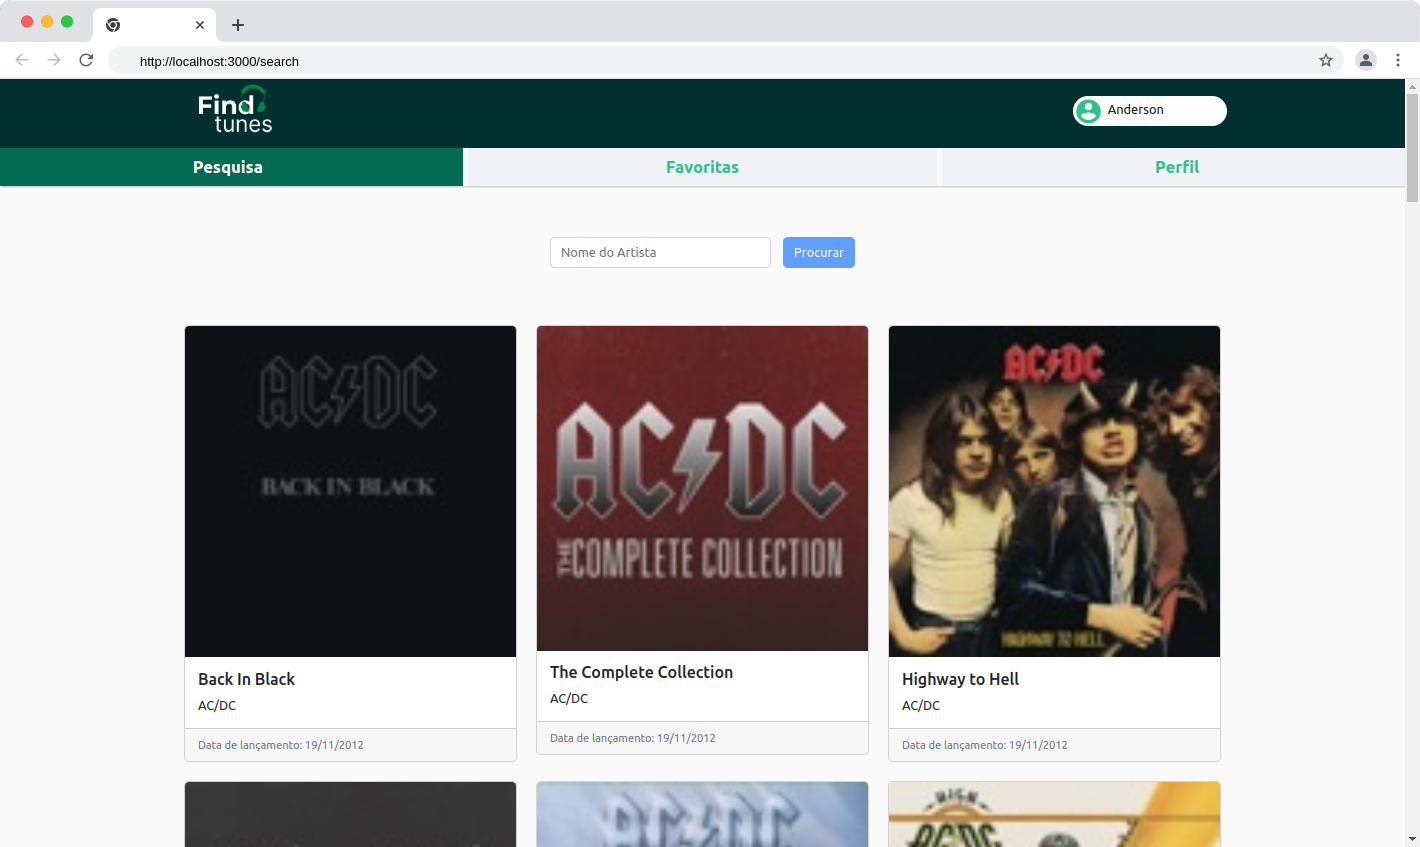 http://localhost:3000/search
Find
tunes
Anderson
Pesquisa
Favoritas
Perfil
Nome do Artista
Procurar
AC DC
BACK IN BLACK
AC DC
THE COMPLETE COLLECTION
AC DC
HIGHWAY TO HELL
Back In Black
AC/DC
Data de lançamento: 19/11/2012
The Complete Collection
AC/DC
Data de lançamento: 19/11/2012
Highway to Hell
AC/DC
Data de lançamento: 19/11/2012
AC DC
HIGH
AC DC